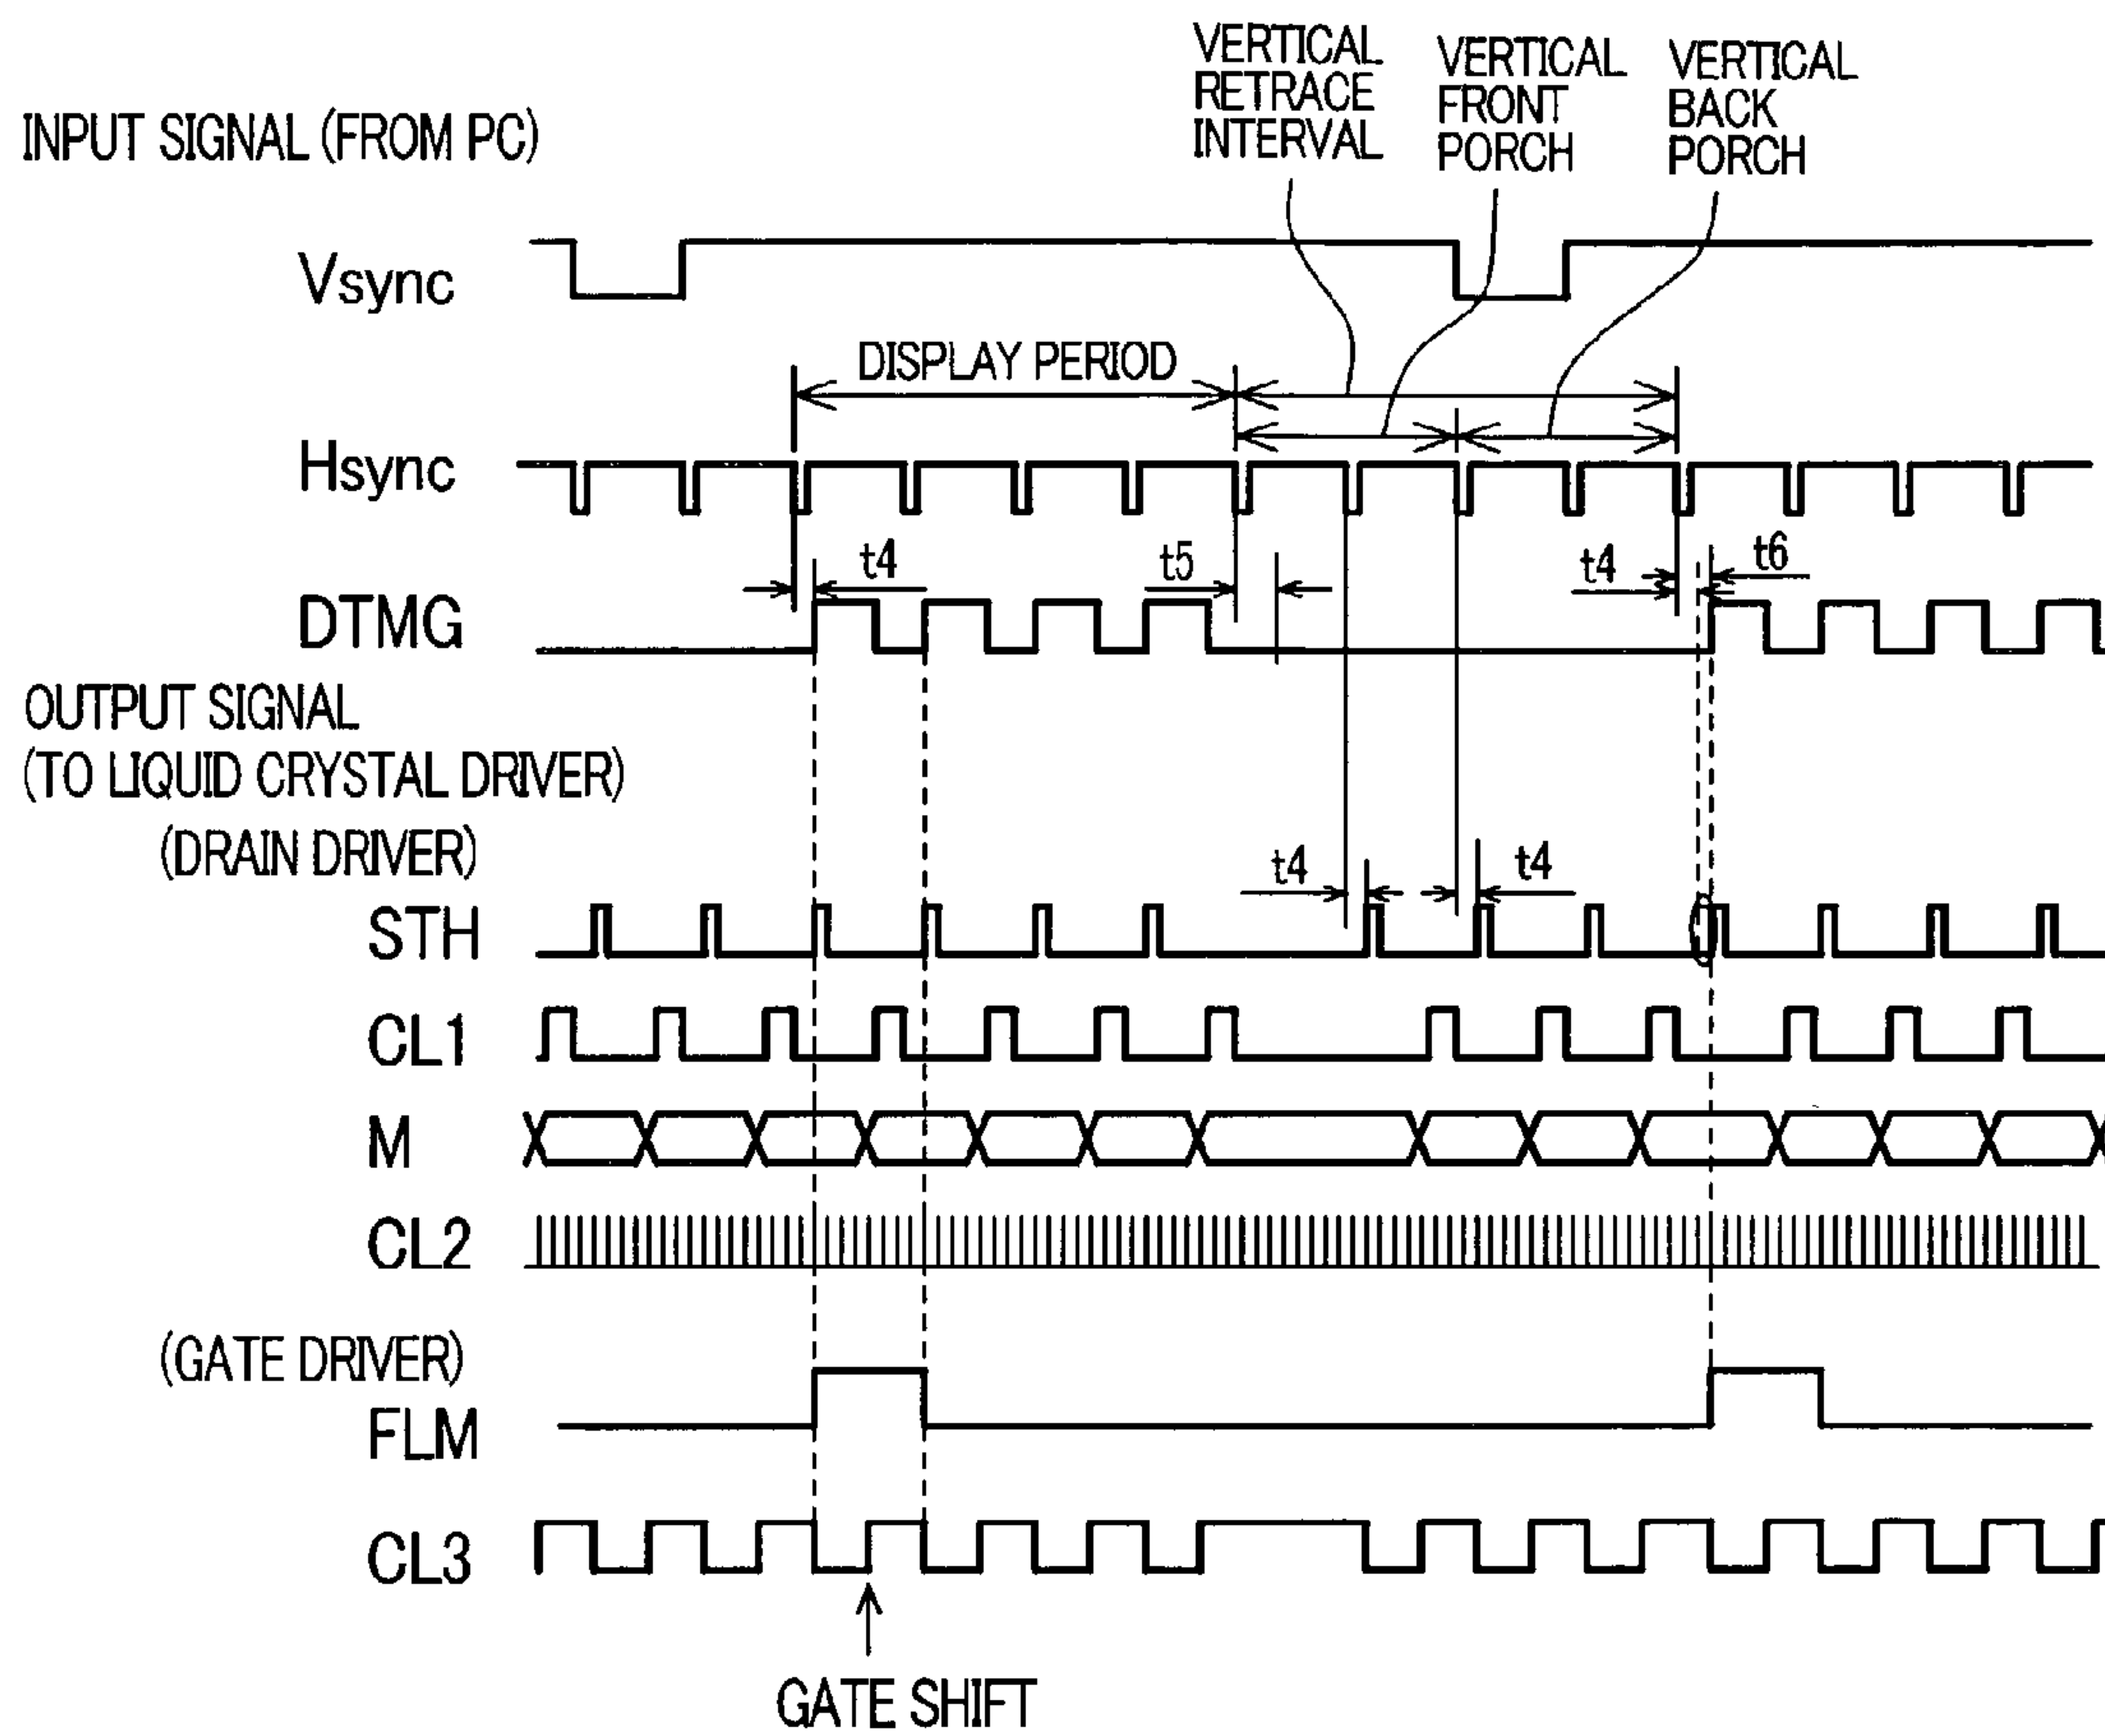 VERTICAL
RETRACE
INTERVAL
VERTICAL
FRONT
PORCH
VERTICAL
BACK
PORCH
INPUT SIGNAL (FROM PC)
Vsync
DISPLAY PERIOD
Hsync
t4
t5
t4
t6
DTMG
OUTPUT SIGNAL
(TO LIQUID CRYSTAL DRIVER)
(DRAIN DRIVER)
t4
t4
STH
CL1
M
CL2
(GATE DRIVER)
FLM
CL3
GATE SHIFT